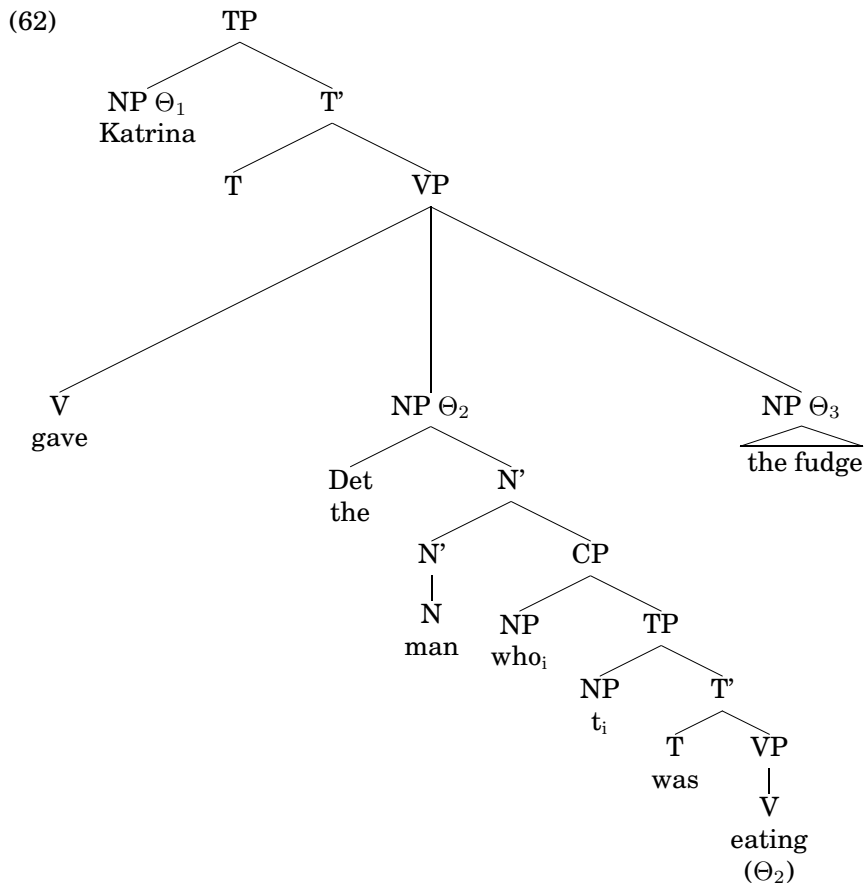 (62)
TP
NP Θ₁ T'
Katrina
T VP
V NP Θ₂ NP Θ₃
gave the fudge
Det N'
the
N' CP
N NP TP
man whoᵢ
NP T'
tᵢ
T VP
was
V
eating
(Θ₂)